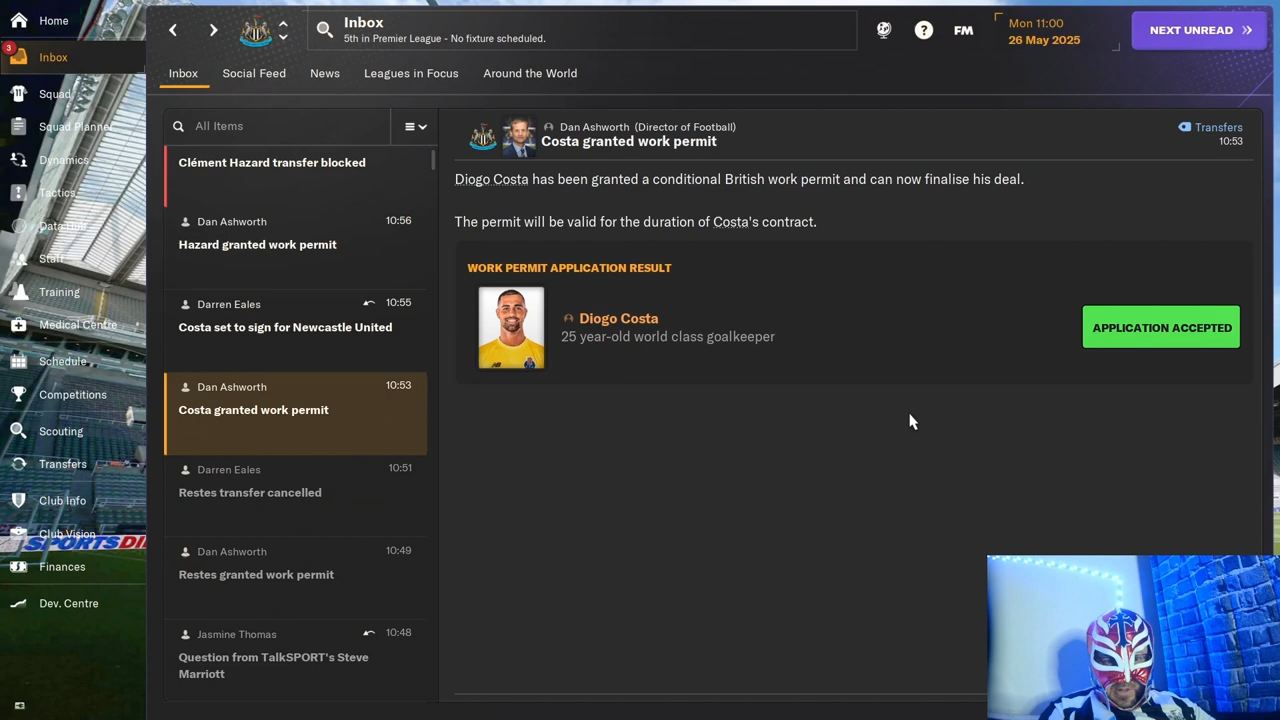 Home
3
Inbox
Squad
Squad Planner
Dynamics
Tactics
Data Hub
Staff
Training
Medical Centre
Schedule
Competitions
Scouting
Transfers
Club Info
Club Vision
Finances
Dev. Centre
SPORTS DI
Inbox
5th in Premier League - No fixture scheduled.
FM
Mon 11:00
26 May 2025
NEXT UNREAD
Inbox Social Feed News Leagues in Focus Around the World
All Items
Clément Hazard transfer blocked
Dan Ashworth 10:56
Hazard granted work permit
Darren Eales 10:55
Costa set to sign for Newcastle United
Dan Ashworth 10:53
Costa granted work permit
Darren Eales 10:51
Restes transfer cancelled
Dan Ashworth 10:49
Restes granted work permit
Jasmine Thomas 10:48
Question from TalkSPORT's Steve
Marriott
Dan Ashworth (Director of Football)
Costa granted work permit
Transfers
10:53
Diogo Costa has been granted a conditional British work permit and can now finalise his deal.
The permit will be valid for the duration of Costa's contract.
WORK PERMIT APPLICATION RESULT
Diogo Costa
25 year-old world class goalkeeper
APPLICATION ACCEPTED